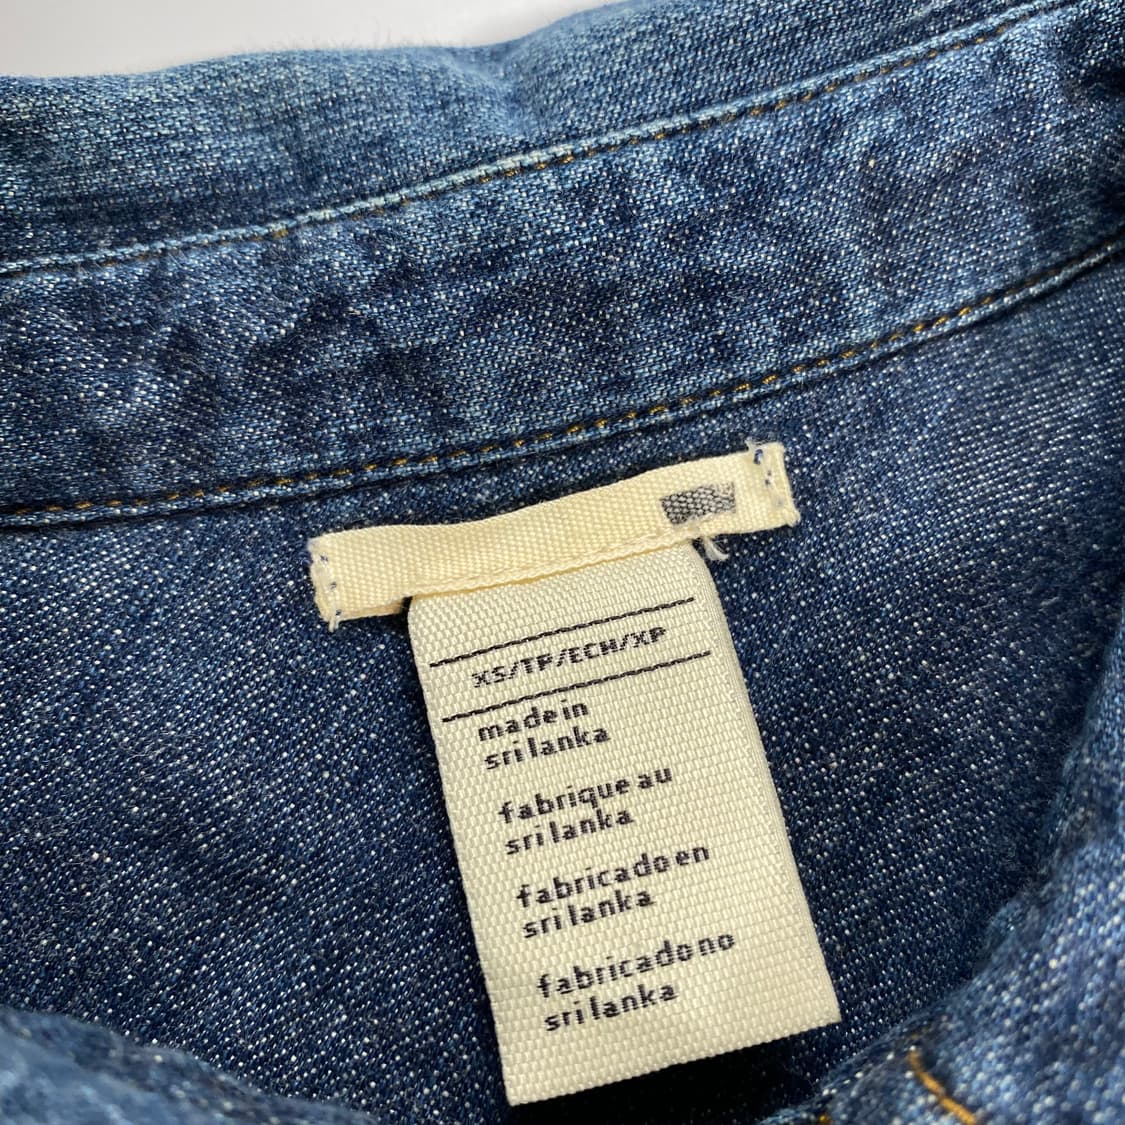 XS/TP/ECH/XP
made in
sri lanka
fabrique au
sri lanka
fabricado en
sri lanka
fabricado no
sri lanka